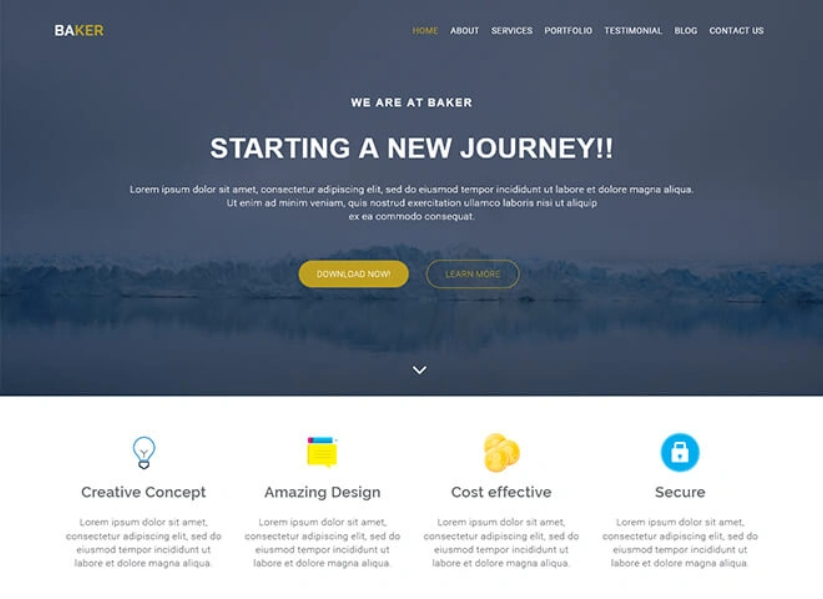 BAKER
HOME ABOUT SERVICES PORTFOLIO TESTIMONIAL BLOG CONTACT US
WE ARE AT BAKER
STARTING A NEW JOURNEY!!
Lorem ipsum dolor sit amet, consectetur adipiscing elit, sed do eiusmod tempor incididunt ut labore et dolore magna aliqua.
Ut enim ad minim veniam, quis nostrud exercitation ullamco laboris nisi ut aliquip
ex ea commodo consequat.
DOWNLOAD NOW! LEARN MORE
Creative Concept
Lorem ipsum dolor sit amet,
consectetur adipiscing elit, sed do
eiusmod tempor incididunt ut
labore et dolore magna aliqua.
Amazing Design
Lorem ipsum dolor sit amet,
consectetur adipiscing elit, sed do
eiusmod tempor incididunt ut
labore et dolore magna aliqua.
Cost effective
Lorem ipsum dolor sit amet,
consectetur adipiscing elit, sed do
eiusmod tempor incididunt ut
labore et dolore magna aliqua.
Secure
Lorem ipsum dolor sit amet,
consectetur adipiscing elit, sed do
eiusmod tempor incididunt ut
labore et dolore magna aliqua.